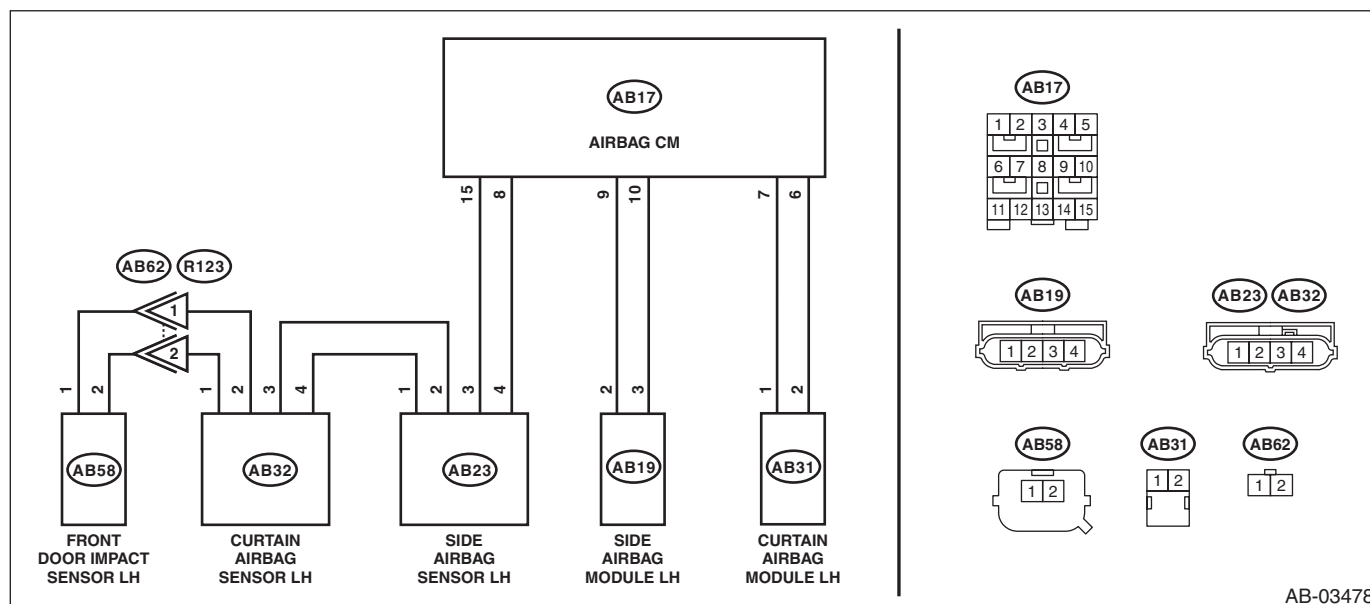 AB17
AIRBAG CM
15 8 9 10 7 6
AB62 R123
1
2
1 2 1 2 3 4 1 2 3 4 2 3 1 2
AB58 AB32 AB23 AB19 AB31
FRONT
DOOR IMPACT
SENSOR LH
CURTAIN
AIRBAG
SENSOR LH
SIDE
AIRBAG
SENSOR LH
SIDE
AIRBAG
MODULE LH
CURTAIN
AIRBAG
MODULE LH
AB17
1 2 3 4 5
6 7 8 9 10
11 12 13 14 15
AB19
1 2 3 4
AB23 AB32
1 2 3 4
AB58
1 2
AB31
1 2
AB62
1 2
AB-03478